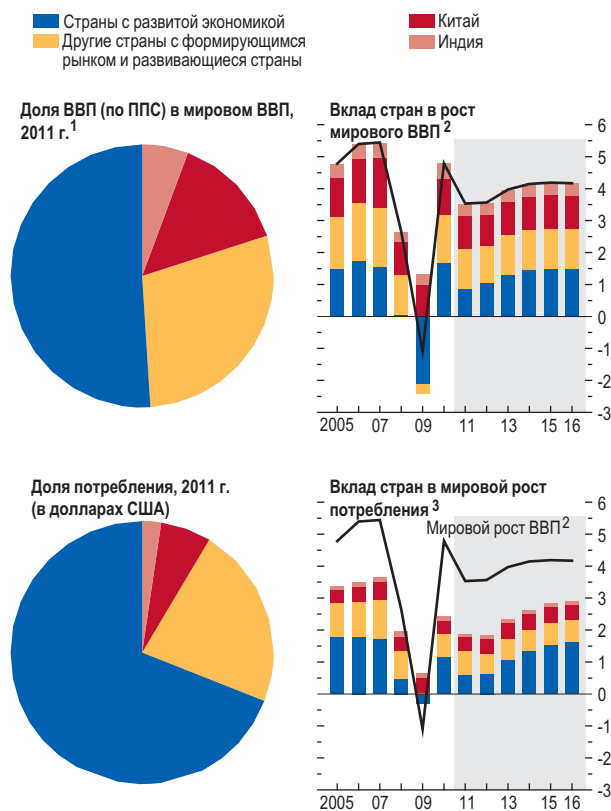 Страны с развитой экономикой
Другие страны с формирующимся
рынком и развивающиеся страны
Китай
Индия
Доля ВВП (по ППС) в мировом ВВП,
2011 г.1
Вклад стран в рост
мирового ВВП 2
6
5
4
3
2
1
0
-1
-2
-3
2005 07 09 11 13 15 16
Доля потребления, 2011 г.
(в долларах США)
Вклад стран в мировой рост
потребления 3
Мировой рост ВВП2
6
5
4
3
2
1
0
-1
-2
-3
2005 07 09 11 13 15 16